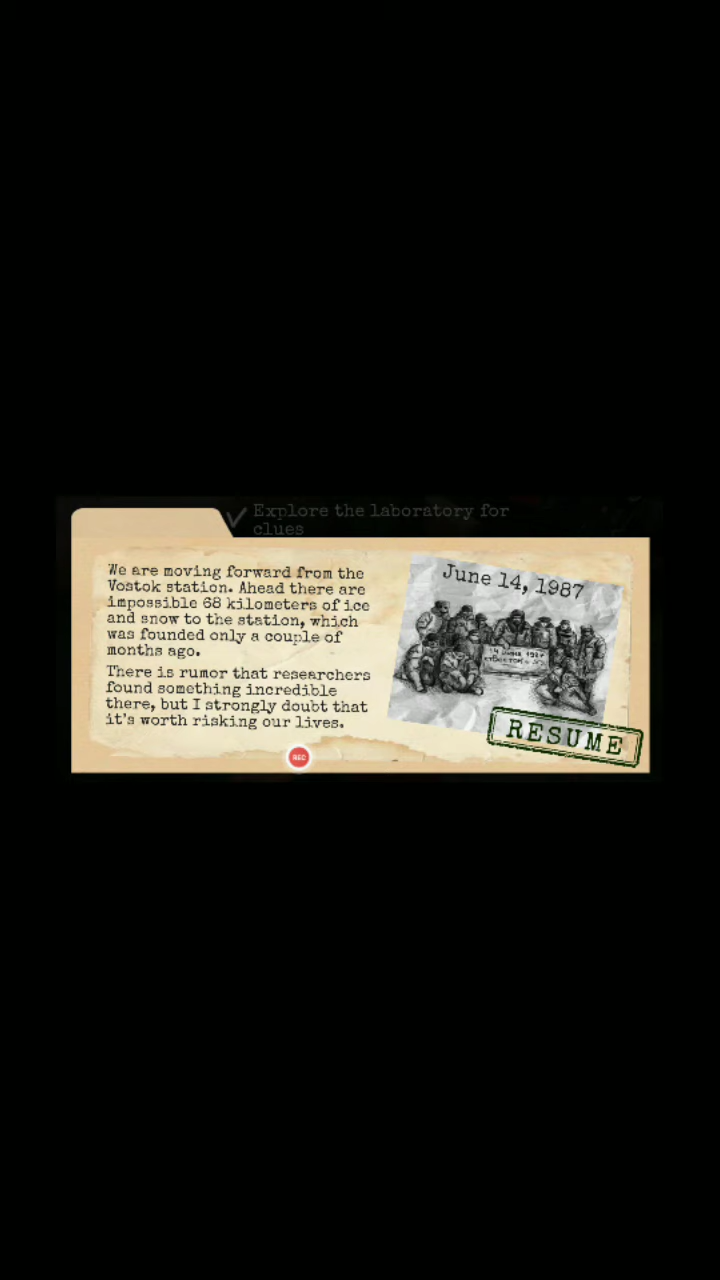 Explore the laboratory for
clues
We are moving forward from the
Vostok station. Ahead there are
impossible 68 kilometers of ice
and snow to the station, which
was founded only a couple of
months ago.
There is rumor that researchers
found something incredible
there, but I strongly doubt that
it's worth risking our lives.
June 14, 1987
RESUME
REC